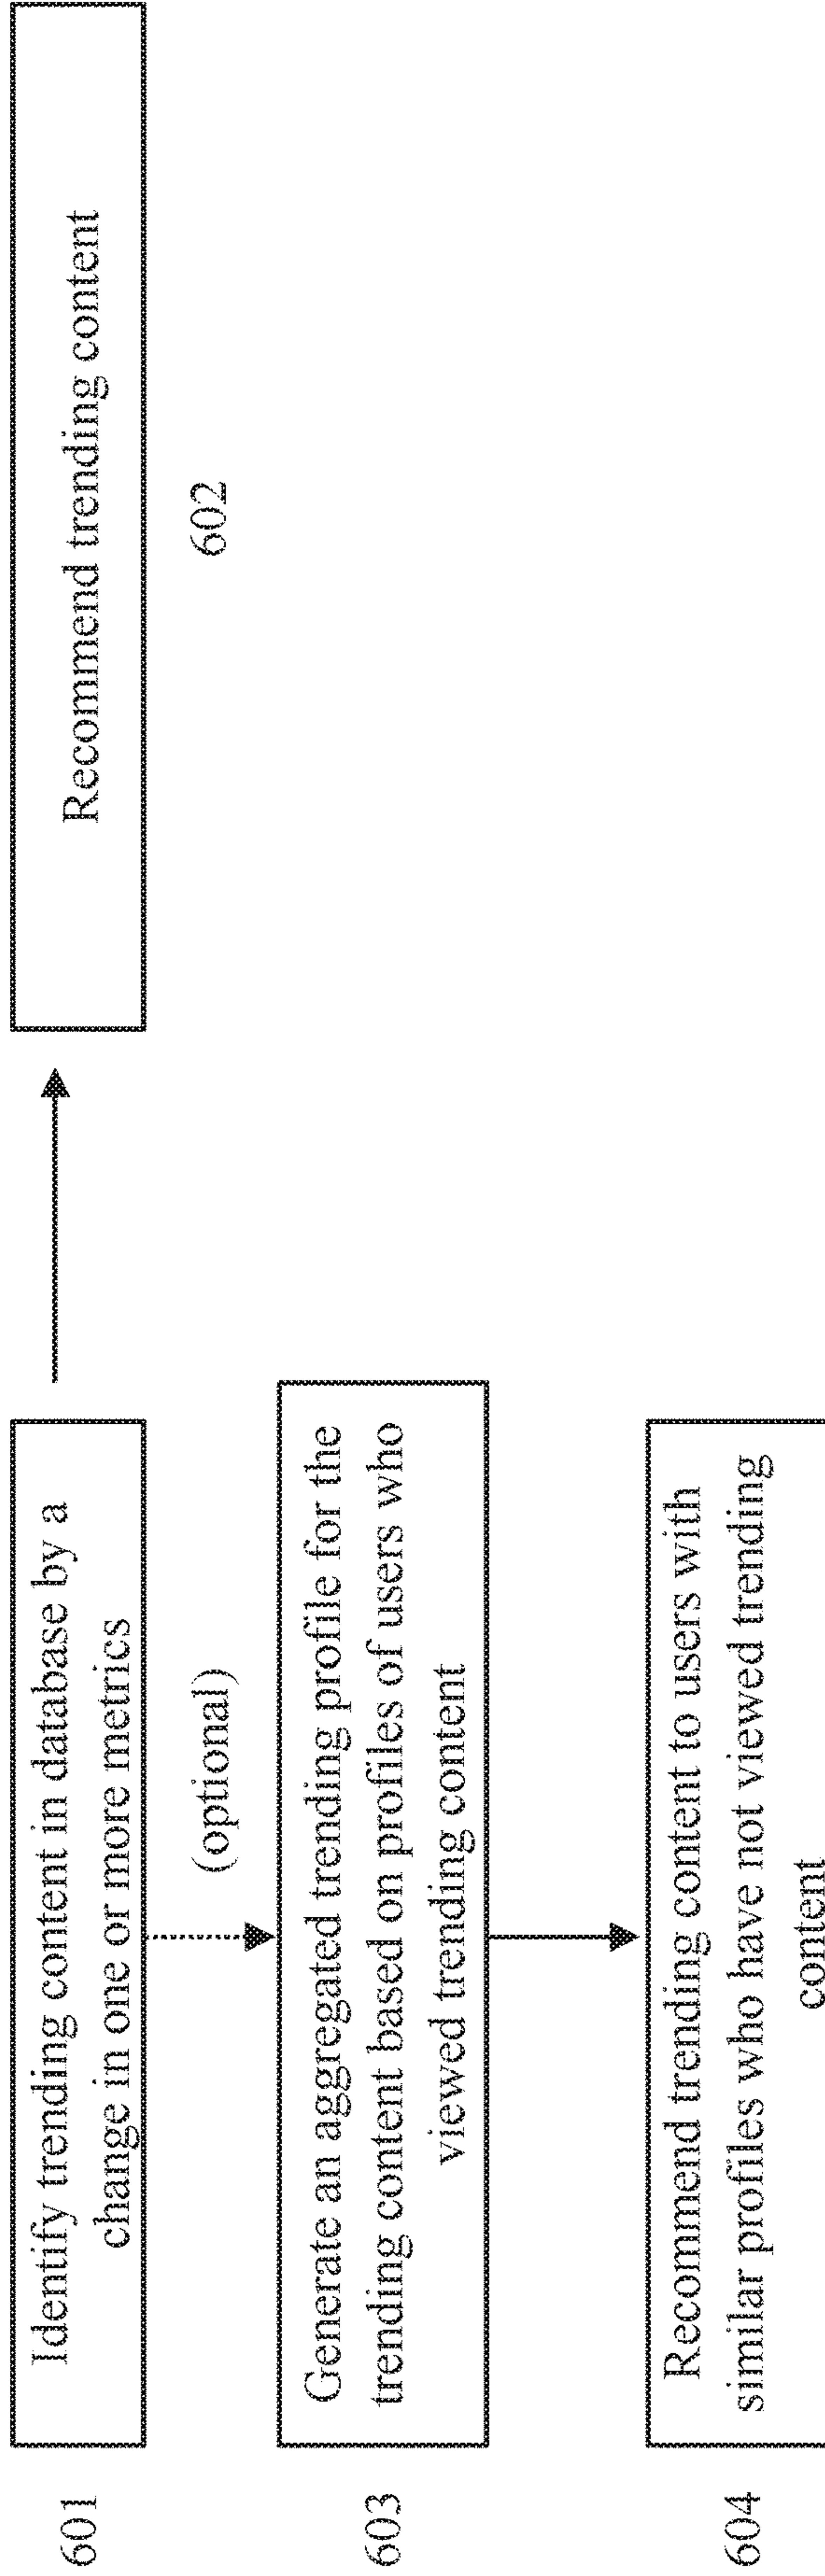 601
Identify trending content in database by a
change in one or more metrics
Recommend trending content
602
(optional)
603
Generate an aggregated trending profile for the
trending content based on profiles of users who
viewed trending content
604
Recommend trending content to users with
similar profiles who have not viewed trending
content